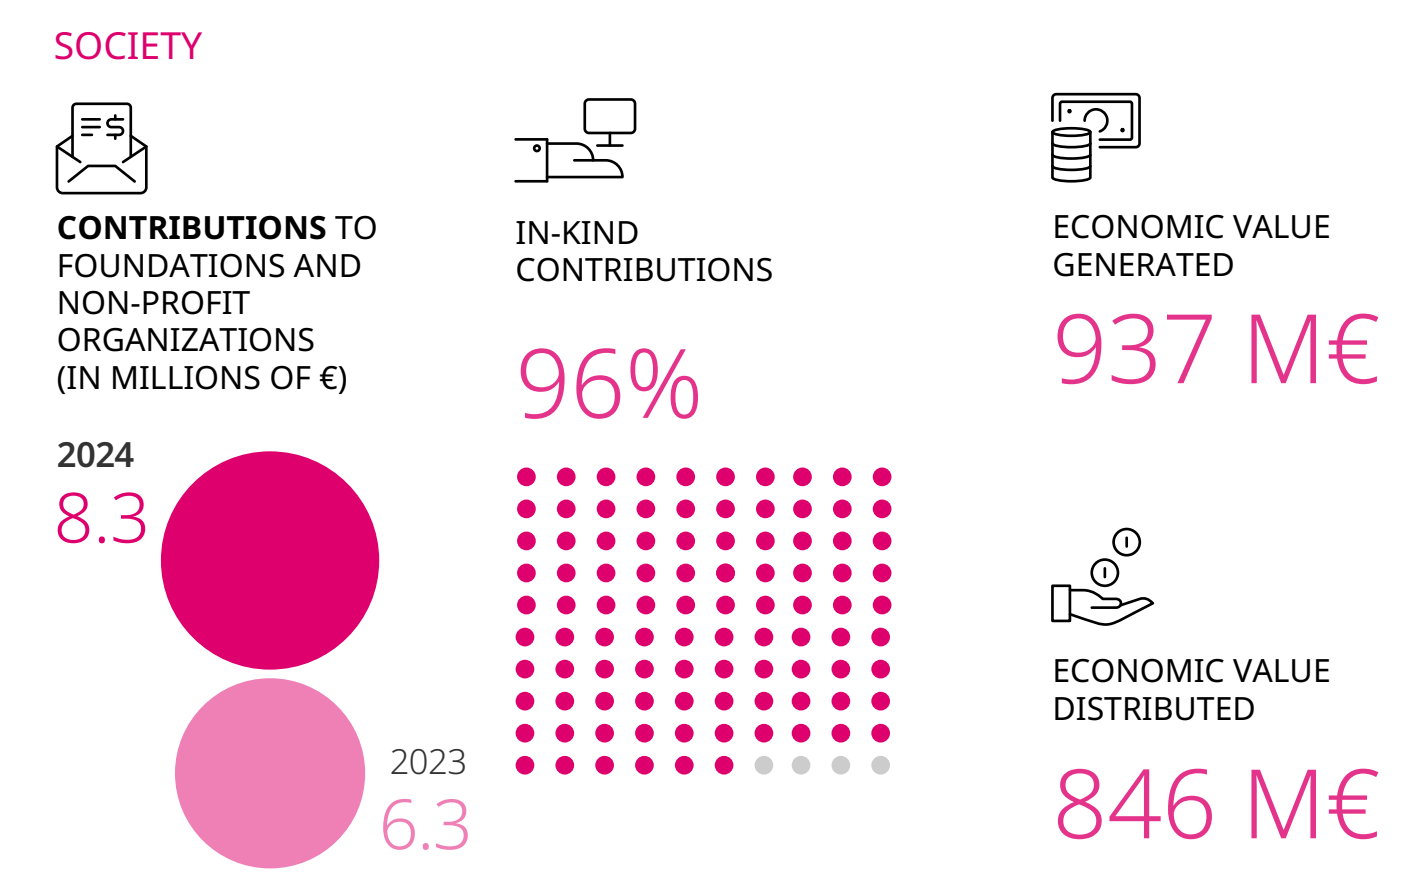 SOCIETY
CONTRIBUTIONS TO
FOUNDATIONS AND
NON-PROFIT
ORGANIZATIONS
(IN MILLIONS OF €)
2024
8.3
2023
6.3
IN-KIND
CONTRIBUTIONS
96%
ECONOMIC VALUE
GENERATED
937 M€
ECONOMIC VALUE
DISTRIBUTED
846 M€